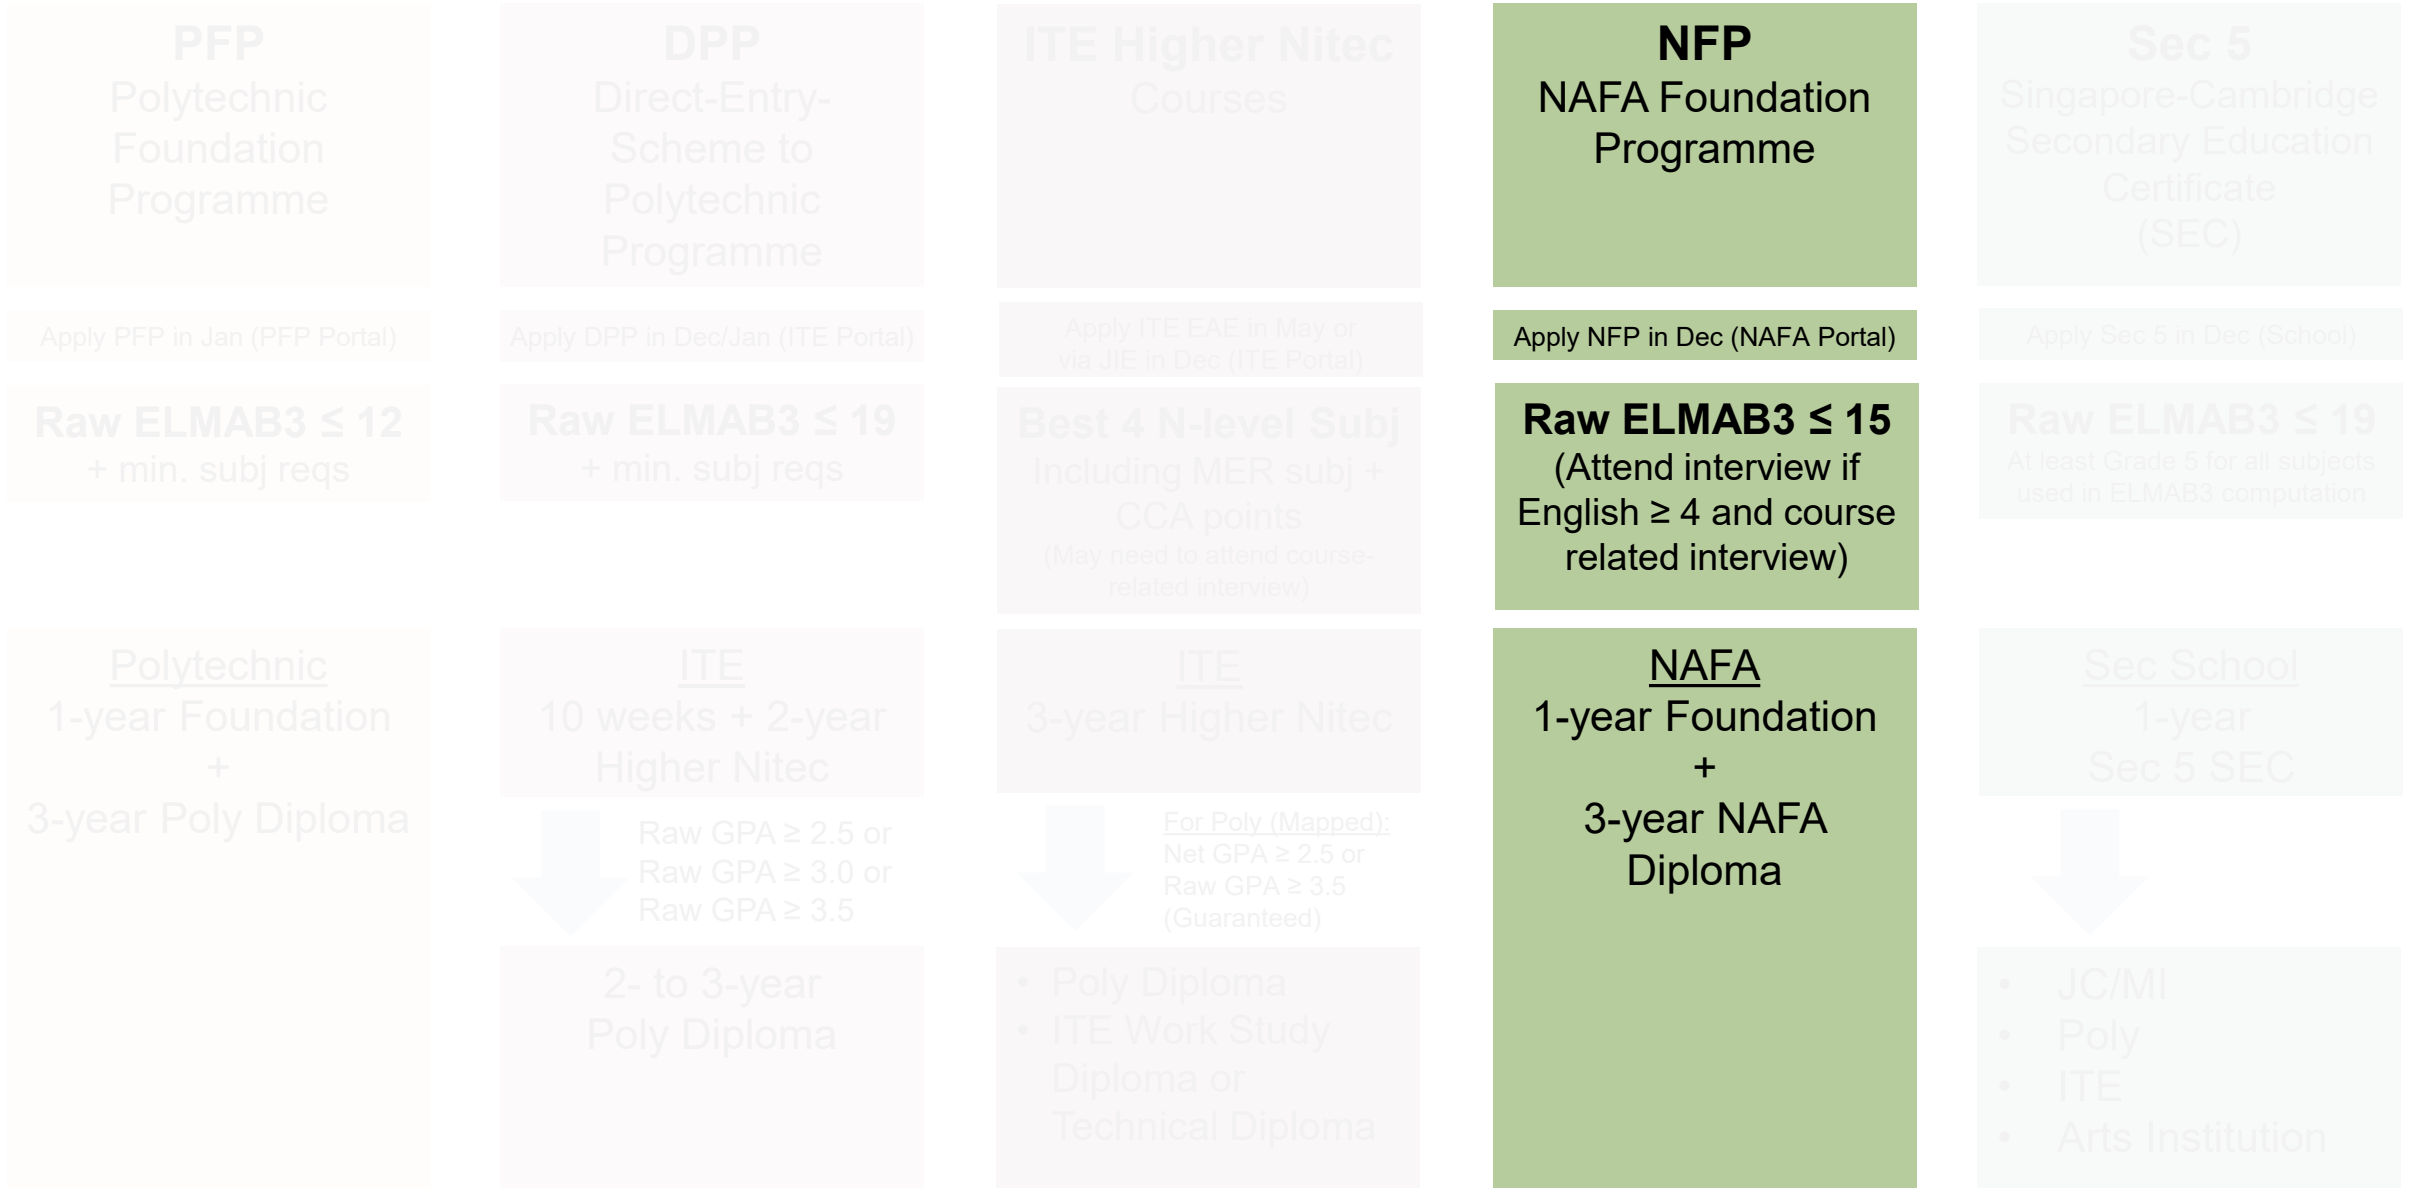 PFP
Polytechnic
Foundation
Programme
Apply PFP in Jan (PFP Portal)
Raw ELMAB3 ≤ 12
+ min. subj reqs
Polytechnic
1-year Foundation
+
3-year Poly Diploma
DPP
Direct-Entry-
Scheme to
Polytechnic
Programme
Apply DPP in Dec/Jan (ITE Portal)
Raw ELMAB3 ≤ 19
+ min. subj reqs
ITE
10 weeks + 2-year
Higher Nitec
Raw GPA ≥ 2.5 or
Raw GPA ≥ 3.0 or
Raw GPA ≥ 3.5
2- to 3-year
Poly Diploma
ITE Higher Nitec
Courses
Apply ITE EAE in May or
via JIE in Dec (ITE Portal)
Best 4 N-level Subj
Including MER subj +
CCA points
(May need to attend course-
related interview)
ITE
3-year Higher Nitec
For Poly (Mapped):
Net GPA ≥ 2.5 or
Raw GPA ≥ 3.5
(Guaranteed)
• Poly Diploma
• ITE Work Study
Diploma or
Technical Diploma
NFP
NAFA Foundation
Programme
Apply NFP in Dec (NAFA Portal)
Raw ELMAB3 ≤ 15
(Attend interview if
English ≥ 4 and course
related interview)
NAFA
1-year Foundation
+
3-year NAFA
Diploma
Sec 5
Singapore-Cambridge
Secondary Education
Certificate
(SEC)
Apply Sec 5 in Dec (School)
Raw ELMAB3 ≤ 19
At least Grade 5 for all subjects
used in ELMAB3 computation
Sec School
1-year
Sec 5 SEC
• JC/MI
• Poly
• ITE
• Arts Institution